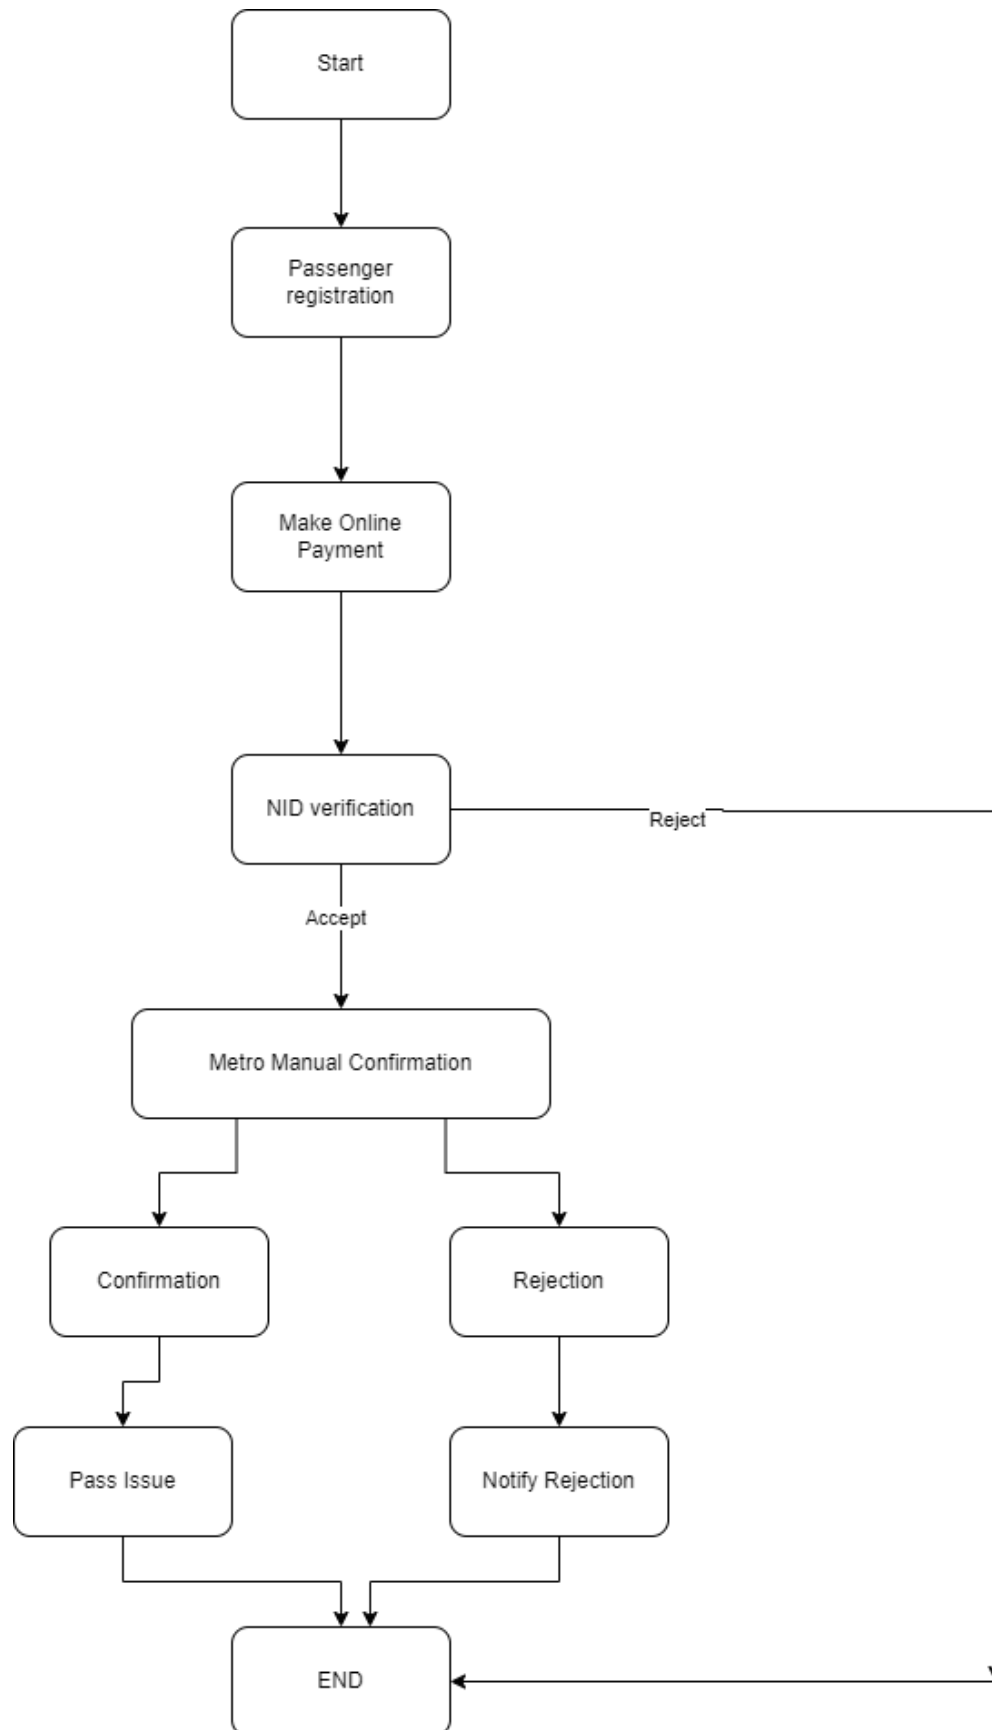 Start
Passenger
registration
Make Online
Payment
NID verification
Reject
Accept
Metro Manual Confirmation
Confirmation
Rejection
Pass Issue
Notify Rejection
END